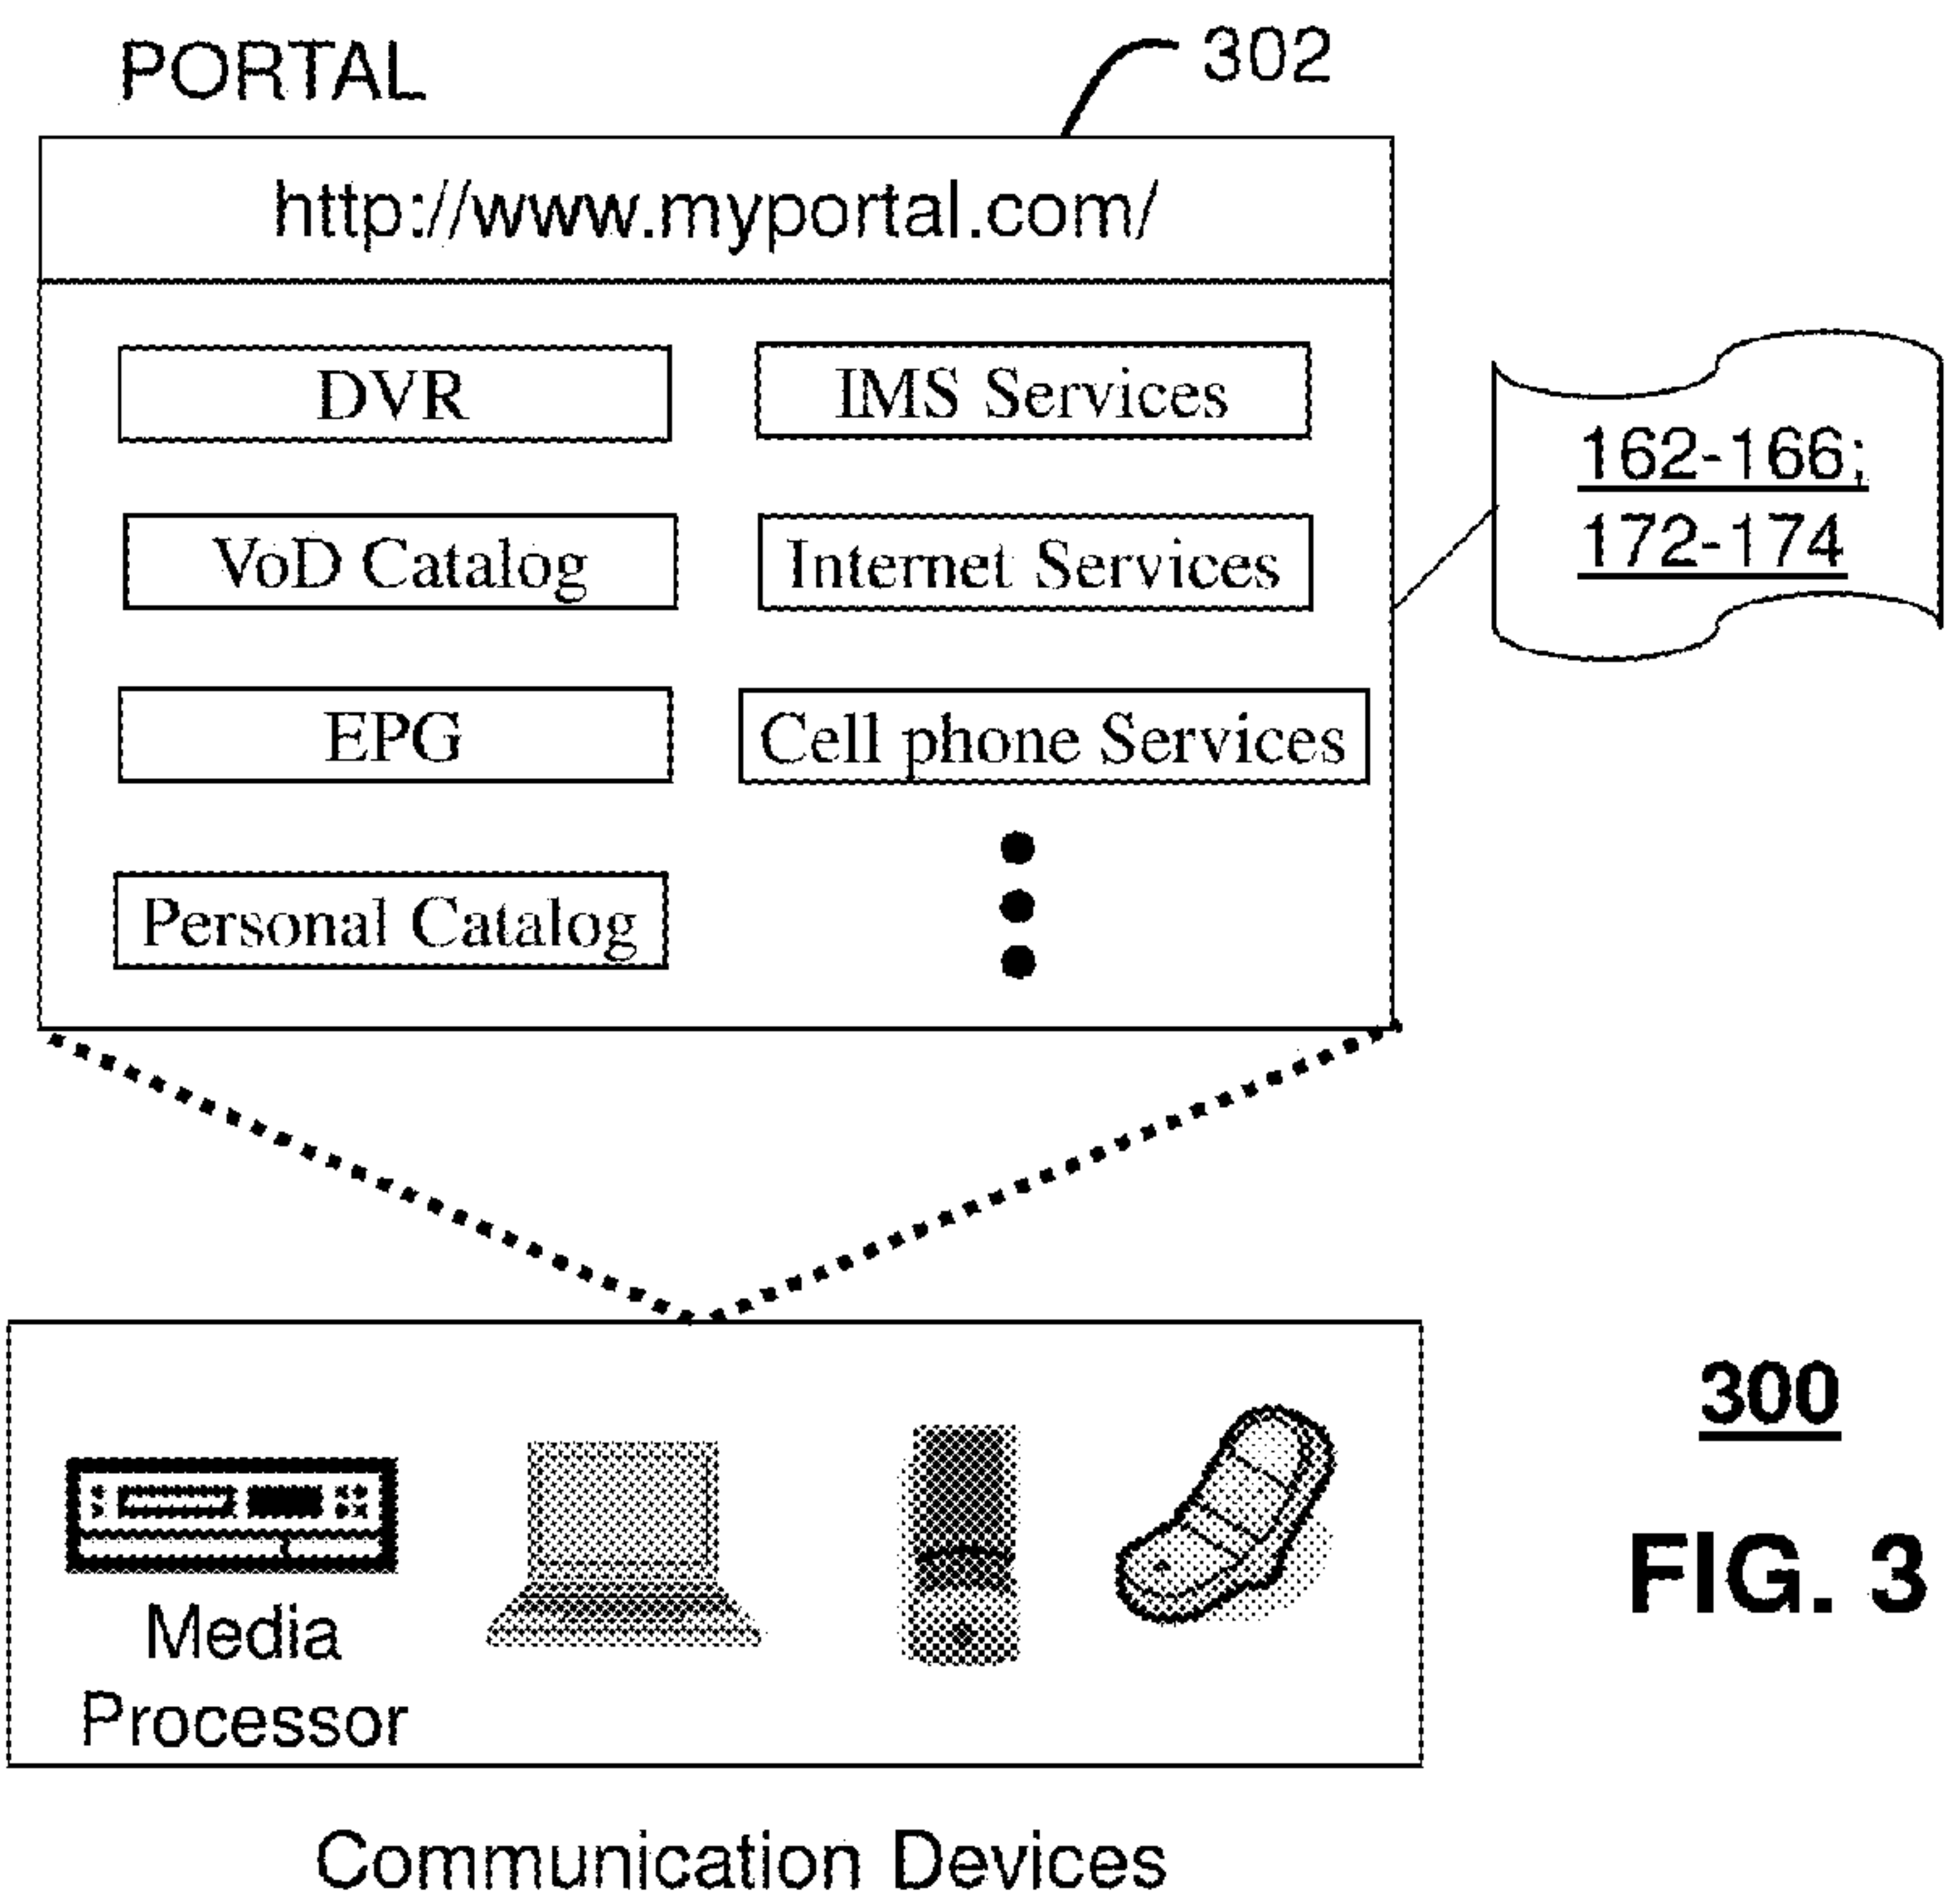 PORTAL
302
http://www.myportal.com/
DVR
IMS Services
VoD Catalog
Internet Services
EPG
Cell phone Services
Personal Catalog
162-166;
172-174
Media
Processor
Communication Devices
300
FIG. 3